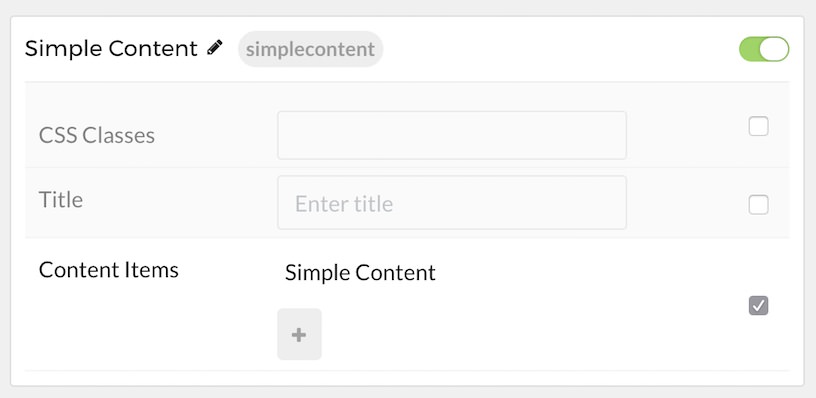 Simple Content simplecontent
CSS Classes
Title Enter title
Content Items Simple Content
+